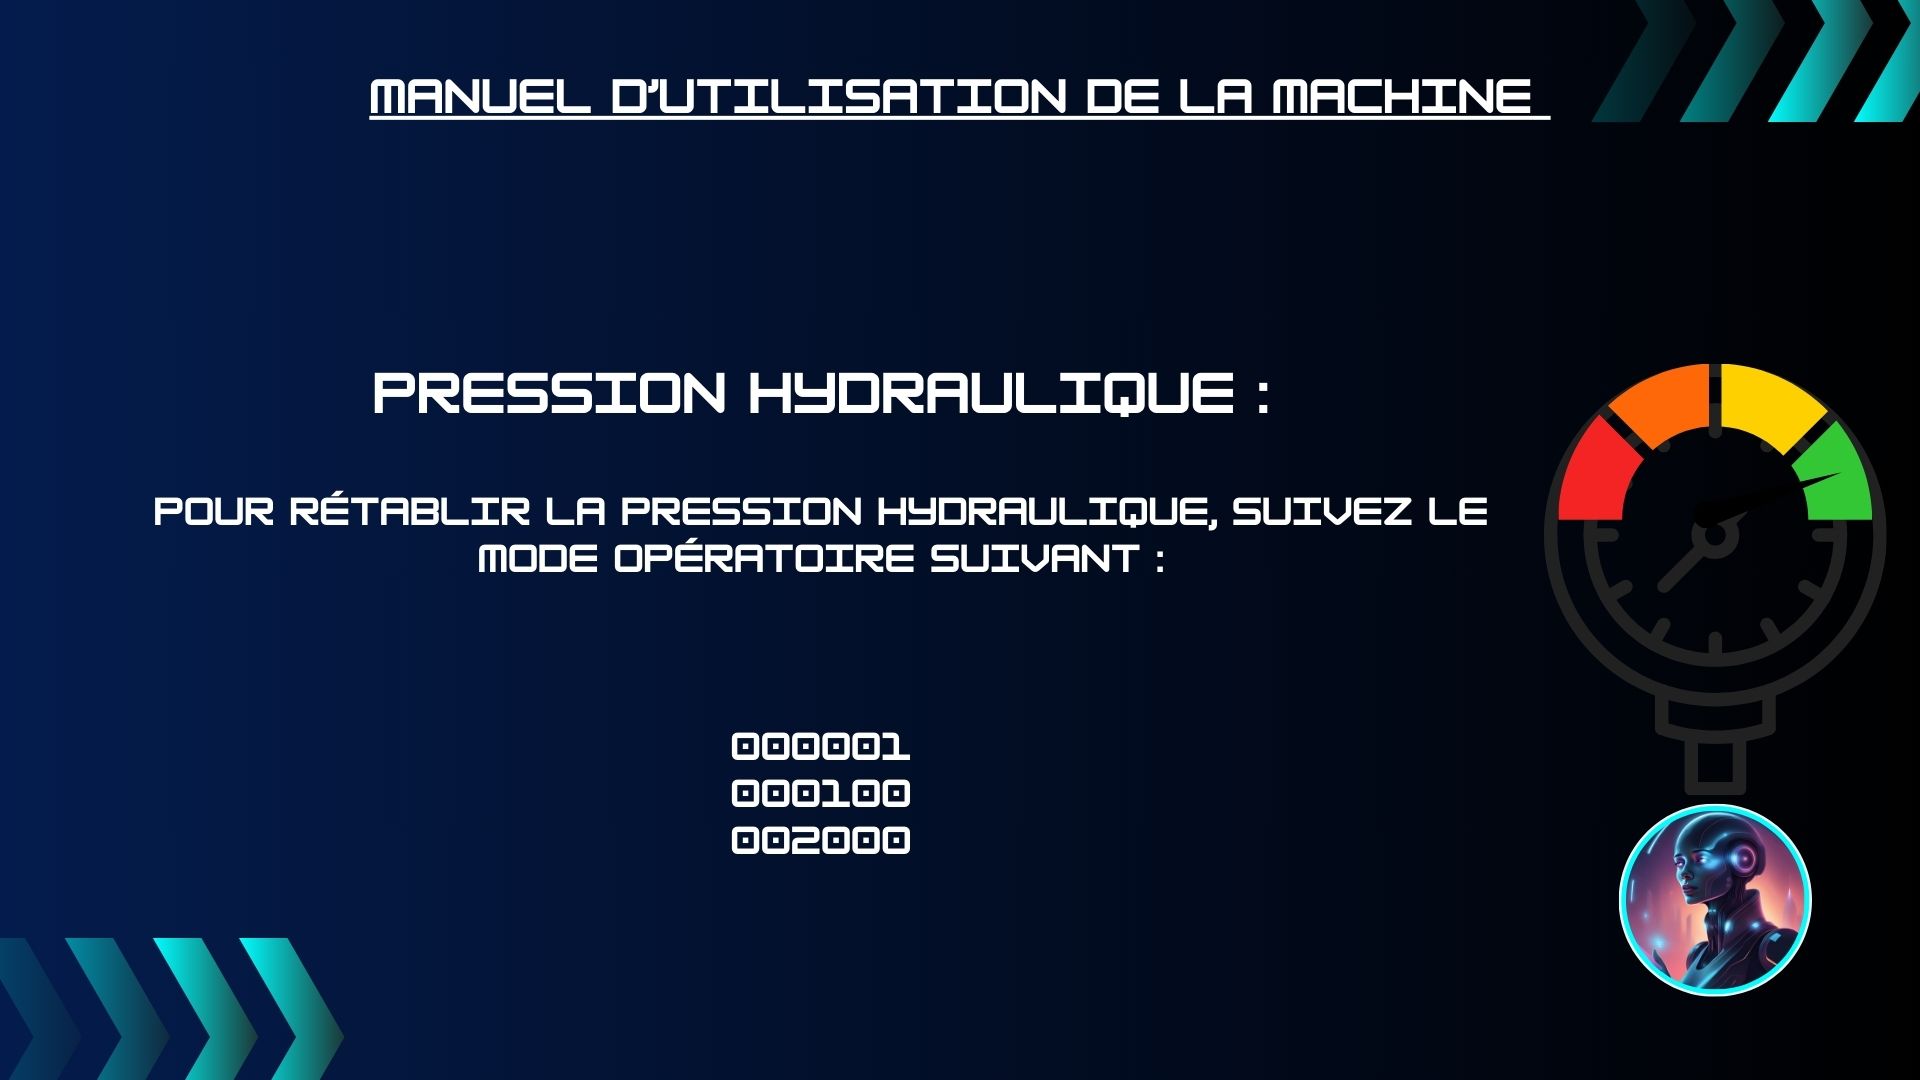 MANUEL D'UTILISATION DE LA MACHINE
PRESSION HYDRAULIQUE :
POUR RÉTABLIR LA PRESSION HYDRAULIQUE, SUIVEZ LE
MODE OPÉRATOIRE SUIVANT :
000001
000100
002000